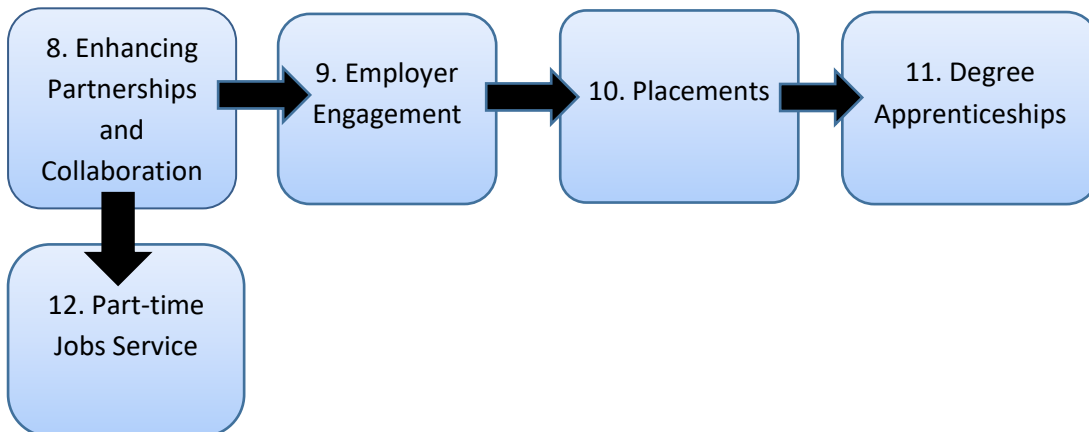 8. Enhancing
Partnerships
and
Collaboration
9. Employer
Engagement
10. Placements
11. Degree
Apprenticeships
12. Part-time
Jobs Service